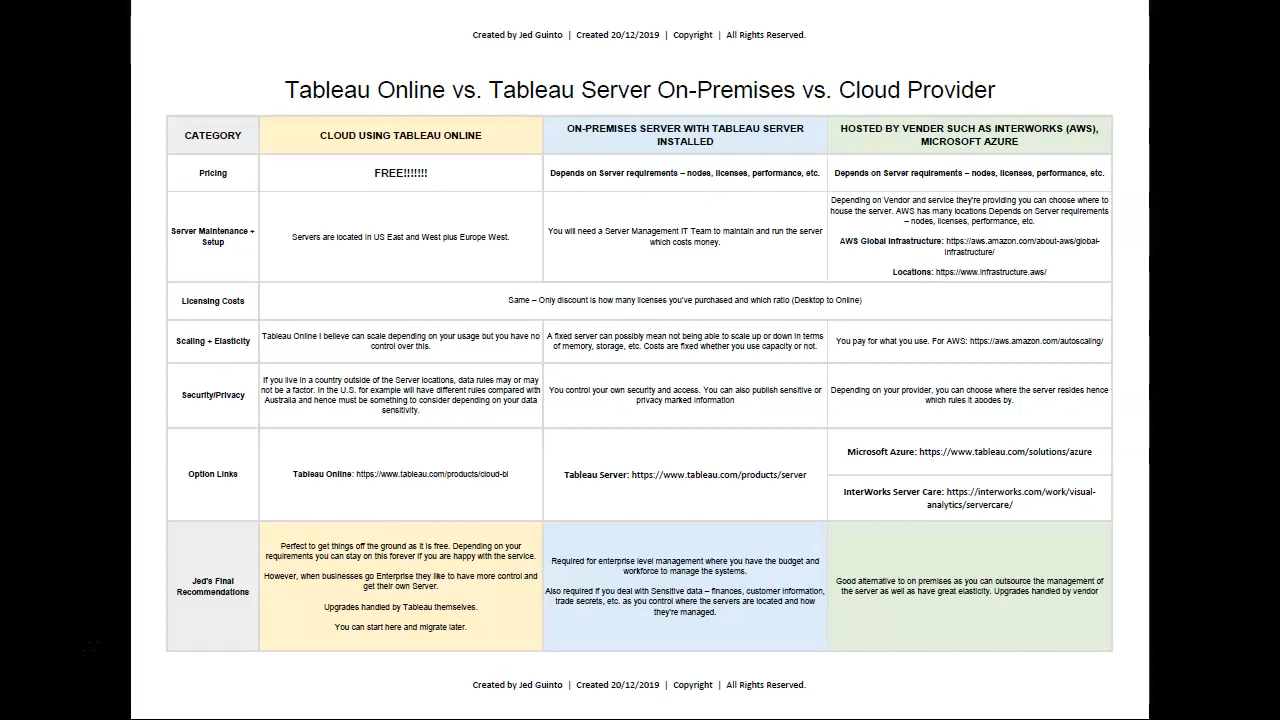 Created by Jed Guinto | Created 20/12/2019 | Copyright | All Rights Reserved.
Tableau Online vs. Tableau Server On-Premises vs. Cloud Provider
CATEGORY
CLOUD USING TABLEAU ONLINE
ON-PREMISES SERVER WITH TABLEAU SERVER
INSTALLED
HOSTED BY VENDER SUCH AS INTERWORKS (AWS),
MICROSOFT AZURE
Pricing
FREE!!!!!!!
Depends on Server requirements – nodes, licenses, performance, etc.
Depends on Server requirements – nodes, licenses, performance, etc.
Server Maintenance +
Setup
Servers are located in US East and West plus Europe West.
You will need a Server Management IT Team to maintain and run the server
which costs money.
Depending on Vendor and service they're providing you can choose where to
house the server. AWS has many locations Depends on Server requirements
– nodes, licenses, performance, etc.
AWS Global Infrastructure: https://aws.amazon.com/about-aws/global-
infrastructure/
Locations: https://www.infrastructure.aws/
Licensing Costs
Same – Only discount is how many licenses you've purchased and which ratio (Desktop to Online)
Scaling + Elasticity
Tableau Online I believe can scale depending on your usage but you have no
control over this.
A fixed server can possibly mean not being able to scale up or down in terms
of memory, storage, etc. Costs are fixed whether you use capacity or not.
You pay for what you use. For AWS: https://aws.amazon.com/autoscaling/
Security/Privacy
If you live in a country outside of the Server locations, data rules may or may
not be a factor. In the U.S. for example will have different rules compared with
Australia and hence must be something to consider depending on your data
sensitivity.
You control your own security and access. You can also publish sensitive or
privacy marked information
Depending on your provider, you can choose where the server resides hence
which rules it abodes by.
Option Links
Tableau Online: https://www.tableau.com/products/cloud-bi
Tableau Server: https://www.tableau.com/products/server
Microsoft Azure: https://www.tableau.com/solutions/azure
InterWorks Server Care: https://interworks.com/work/visual-
analytics/servercare/
Jed's Final
Recommendations
Perfect to get things off the ground as it is free. Depending on your
requirements you can stay on this forever if you are happy with the service.
However, when businesses go Enterprise they like to have more control and
get their own Server.
Upgrades handled by Tableau themselves.
You can start here and migrate later.
Required for enterprise level management where you have the budget and
workforce to manage the systems.
Also required if you deal with Sensitive data – finances, customer information,
trade secrets, etc. as you control where the servers are located and how
they're managed.
Good alternative to on premises as you can outsource the management of
the server as well as have great elasticity. Upgrades handled by vendor
Created by Jed Guinto | Created 20/12/2019 | Copyright | All Rights Reserved.